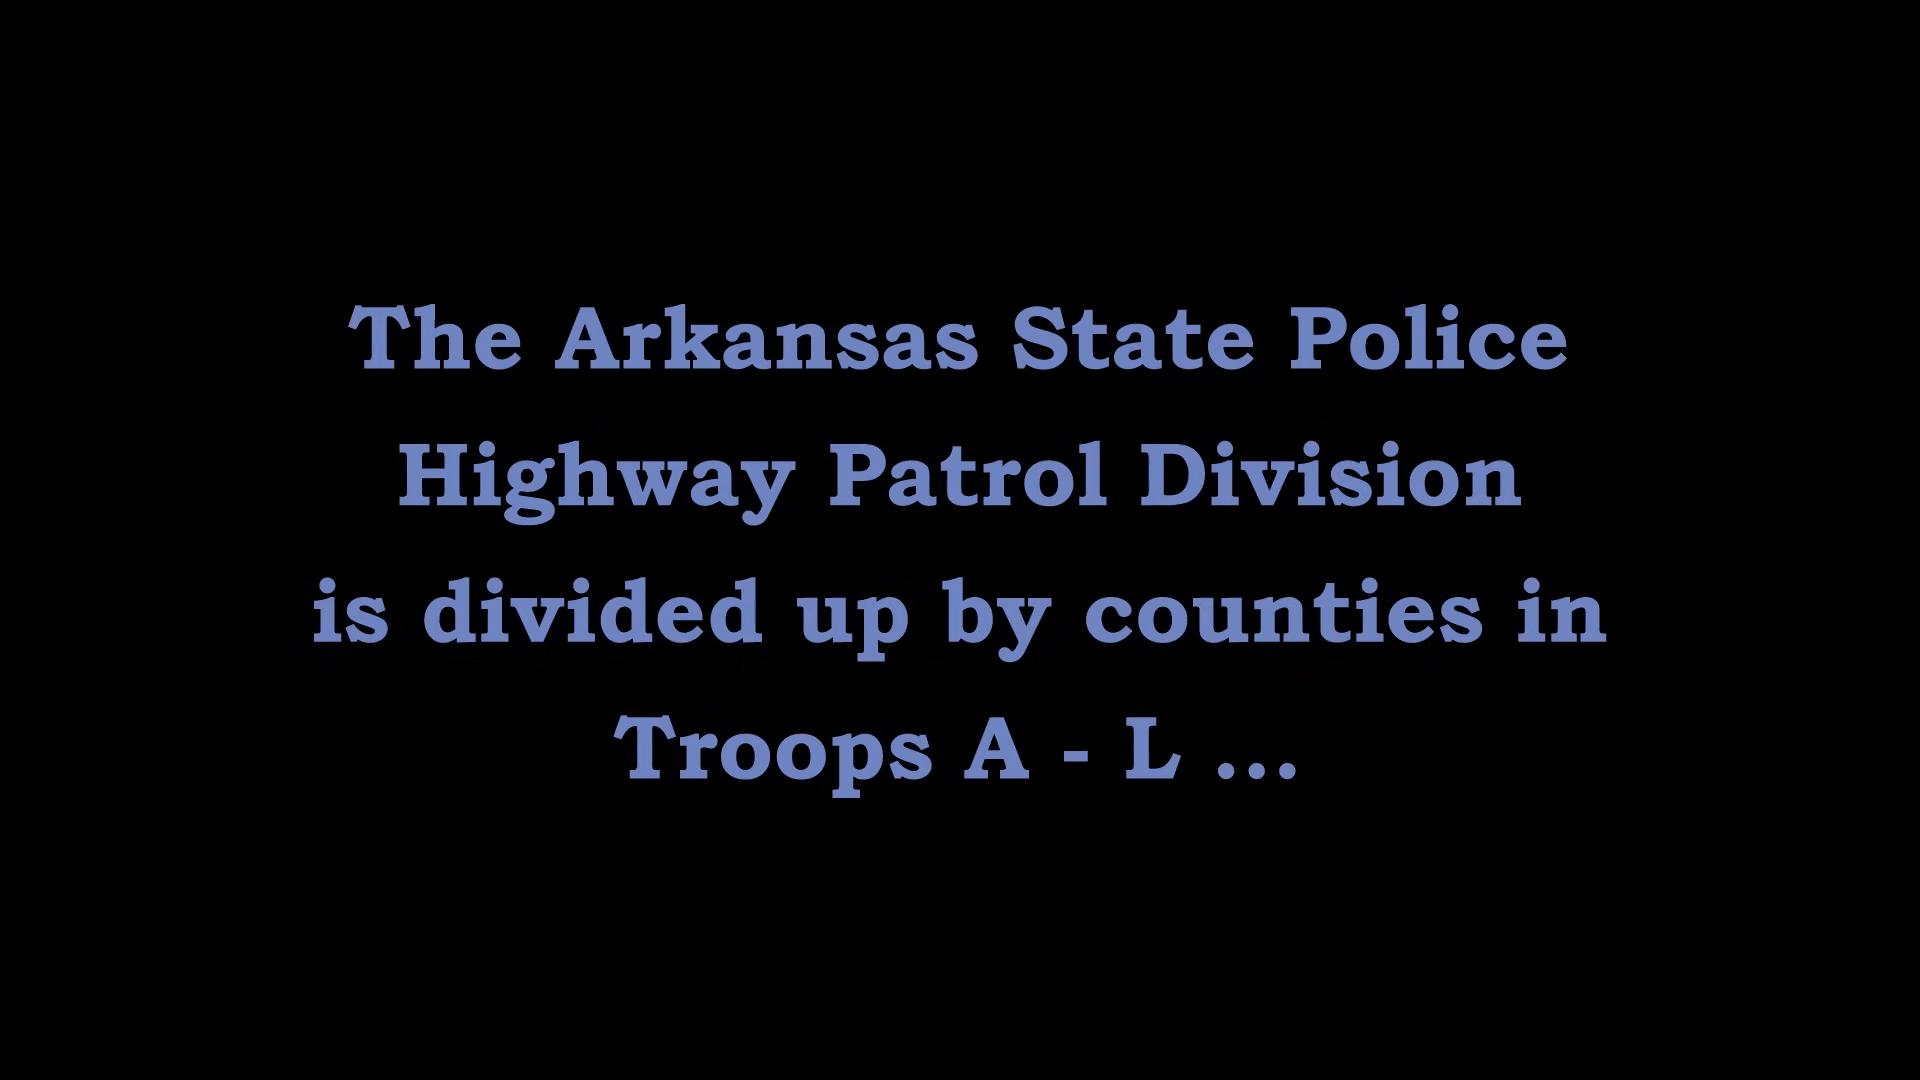 The Arkansas State Police
Highway Patrol Division
is divided up by counties in
Troops A - L ...